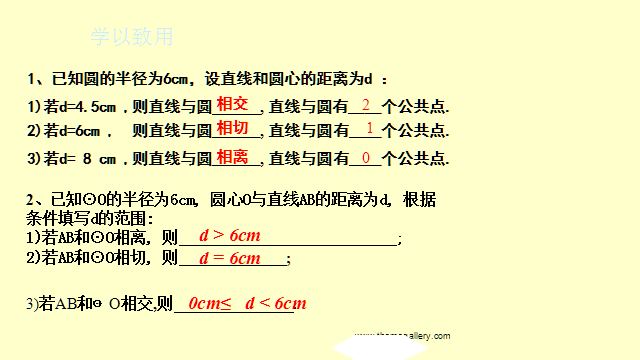 学以致用
1、已知圆的半径为6cm，设直线和圆心的距离为d ：
1)若d=4.5cm ,则直线与圆 相交 ,直线与圆有 2 个公共点.
2)若d=6cm , 则直线与圆 相切 ,直线与圆有 1 个公共点.
3)若d= 8 cm ,则直线与圆 相离 ,直线与圆有 0 个公共点.
2、已知⊙O的半径为6cm, 圆心O与直线AB的距离为d, 根据
条件填写d的范围:
1)若AB和⊙O相离, 则 d > 6cm ;
2)若AB和⊙O相切, 则 d = 6cm ;
3)若AB和⊙ O相交,则 0cm≤ d < 6cm